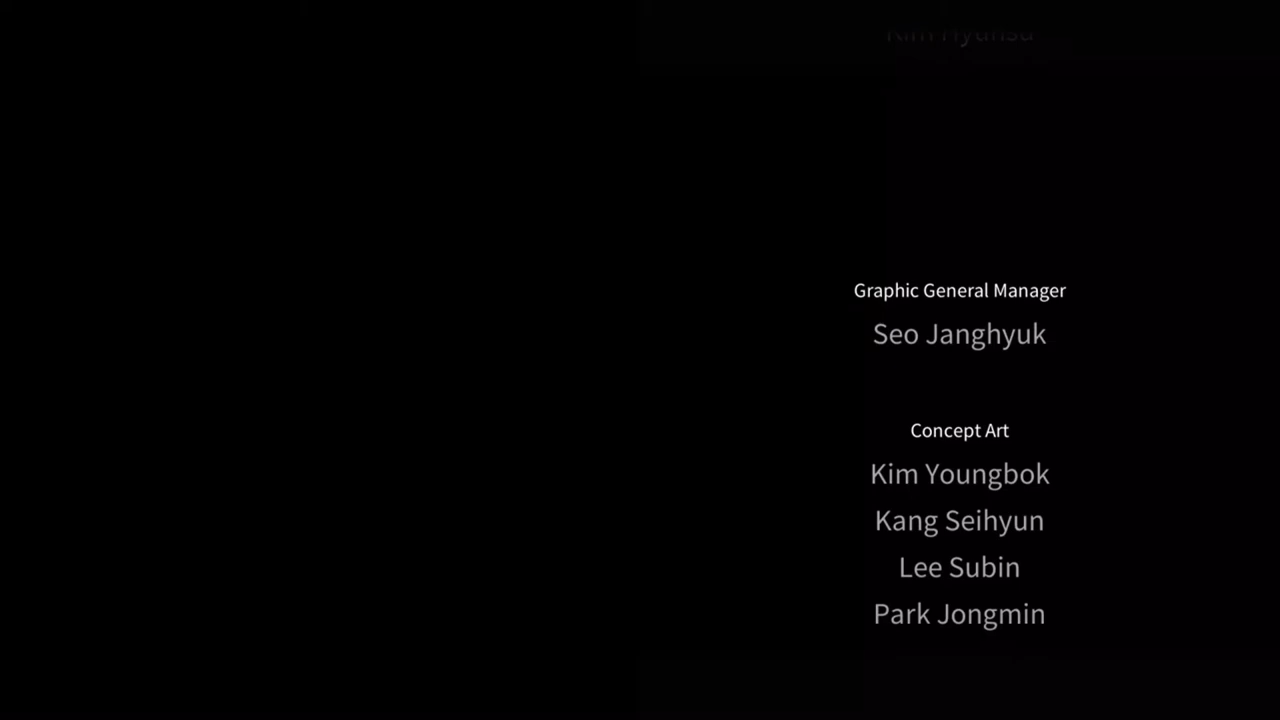 Graphic General Manager
Seo Janghyuk
Concept Art
Kim Youngbok
Kang Seihyun
Lee Subin
Park Jongmin